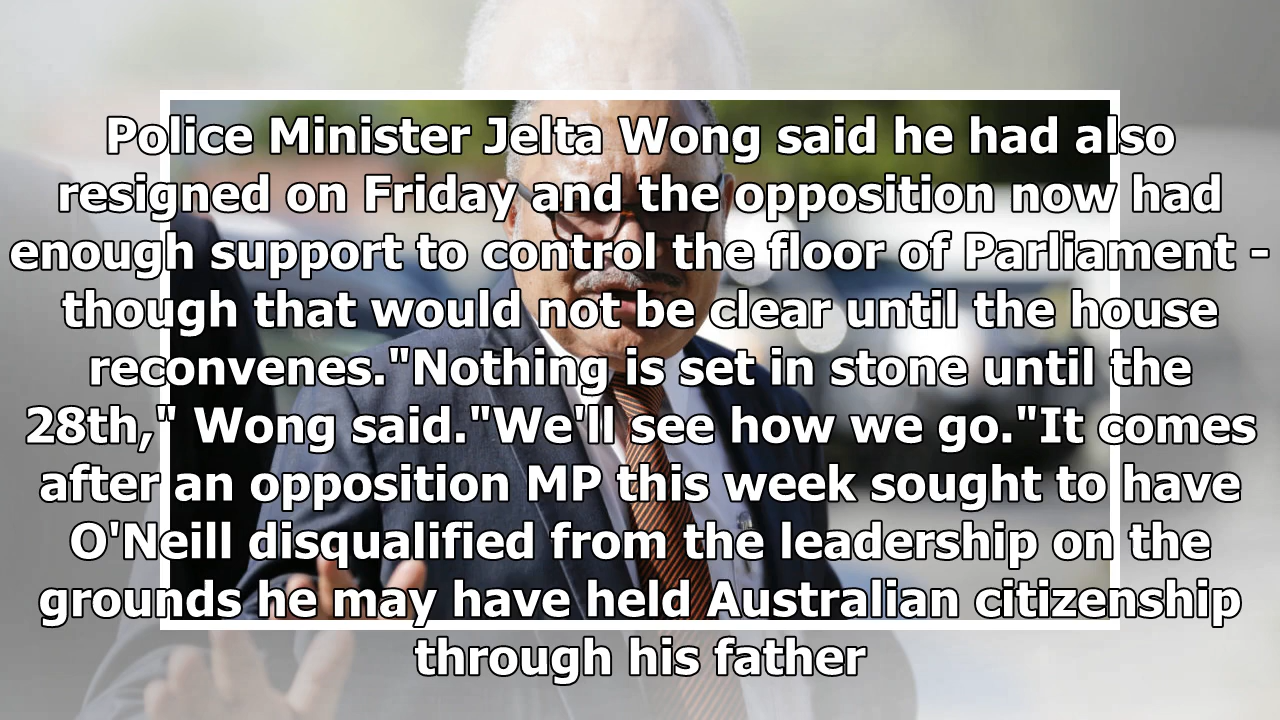 Police Minister Jelta Wong said he had also
resigned on Friday and the opposition now had
enough support to control the floor of Parliament -
though that would not be clear until the house
reconvenes."Nothing is set in stone until the
28th," Wong said."We'll see how we go."It comes
after an opposition MP this week sought to have
O'Neill disqualified from the leadership on the
grounds he may have held Australian citizenship
through his father